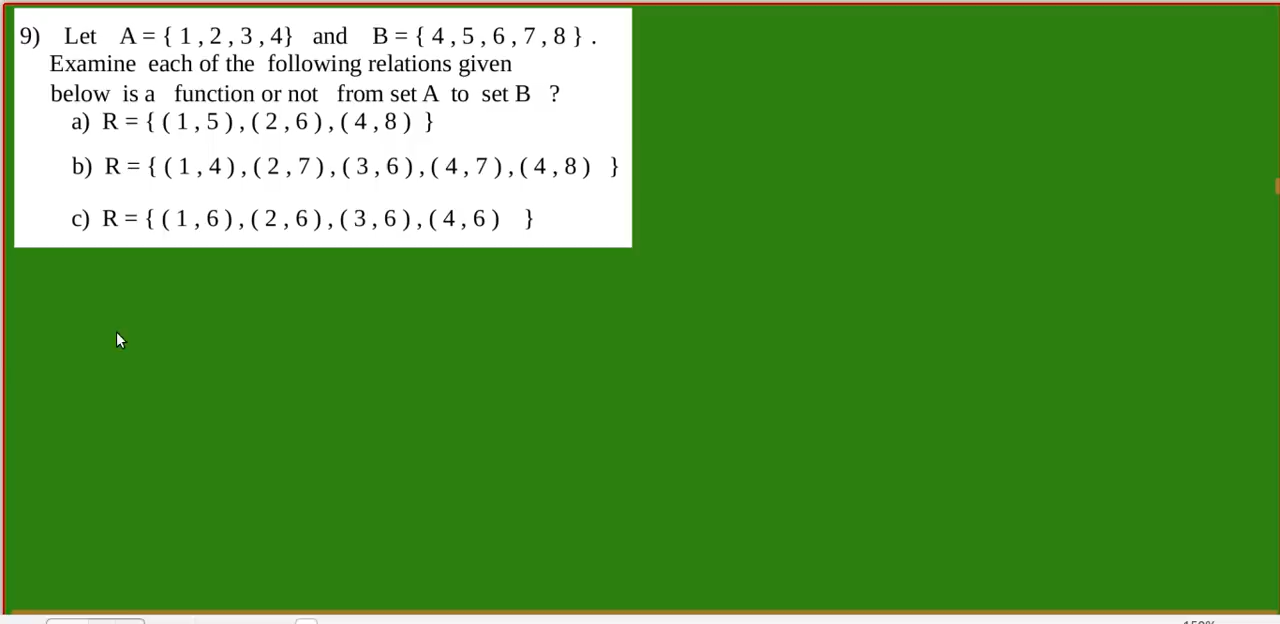 9) Let A = { 1 , 2 , 3 , 4} and B = { 4 , 5 , 6 , 7 , 8 } .
Examine each of the following relations given
below is a function or not from set A to set B ?
a) R = { ( 1 , 5 ) , ( 2 , 6 ) , ( 4 , 8 ) }
b) R = { ( 1 , 4 ) , ( 2 , 7 ) , ( 3 , 6 ) , ( 4 , 7 ) , ( 4 , 8 ) }
c) R = { ( 1 , 6 ) , ( 2 , 6 ) , ( 3 , 6 ) , ( 4 , 6 ) }